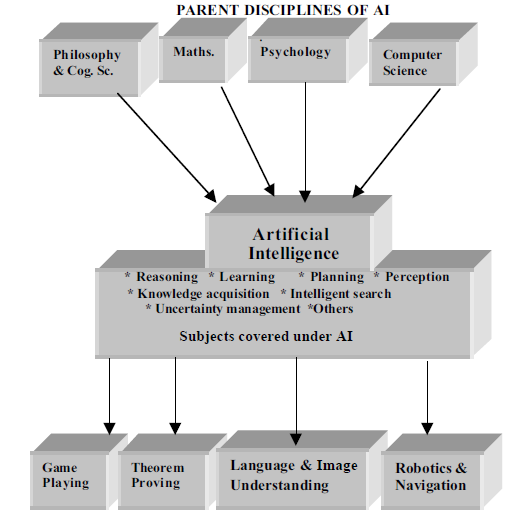 PARENT DISCIPLINES OF AI
Philosophy
& Cog. Sc.
Maths.
Psychology
Computer
Science
Artificial
Intelligence
* Reasoning * Learning * Planning * Perception
* Knowledge acquisition * Intelligent search
* Uncertainty management *Others
Subjects covered under AI
Game
Playing
Theorem
Proving
Language & Image
Understanding
Robotics &
Navigation